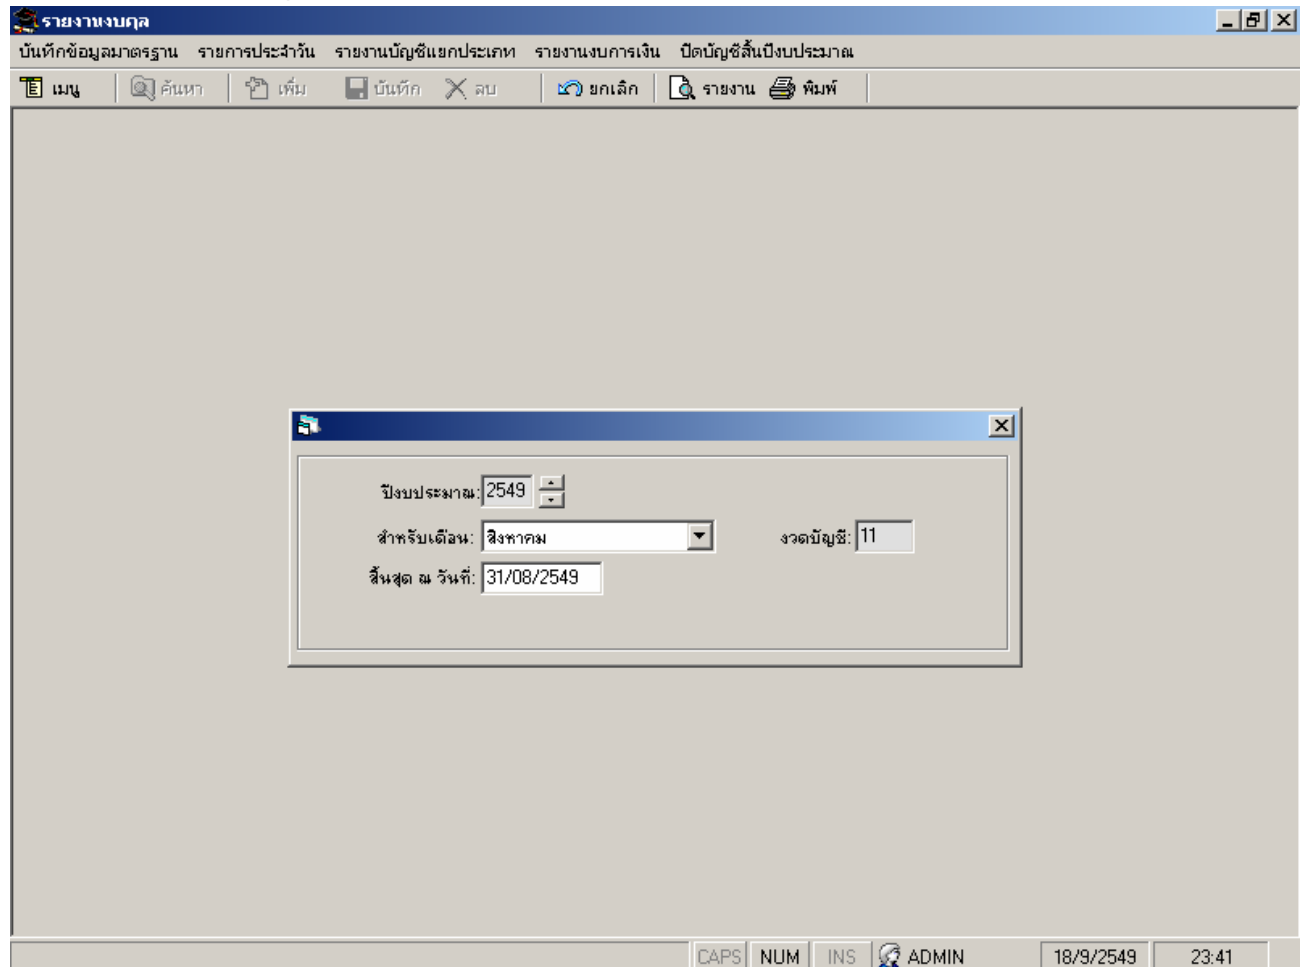 รายงานงบดุล
บันทึกข้อมูลมาตรฐาน รายการประจำวัน รายงานบัญชีแยกประเภท รายงานงบการเงิน ปิดบัญชีสิ้นปีงบประมาณ
เมนู ค้นหา เพิ่ม บันทึก ลบ ยกเลิก รายงาน พิมพ์
ปีงบประมาณ: 2549
สำหรับเดือน: สิงหาคม งวดบัญชี: 11
สิ้นสุด ณ วันที่: 31/08/2549
CAPS NUM INS ADMIN 18/9/2549 23:41